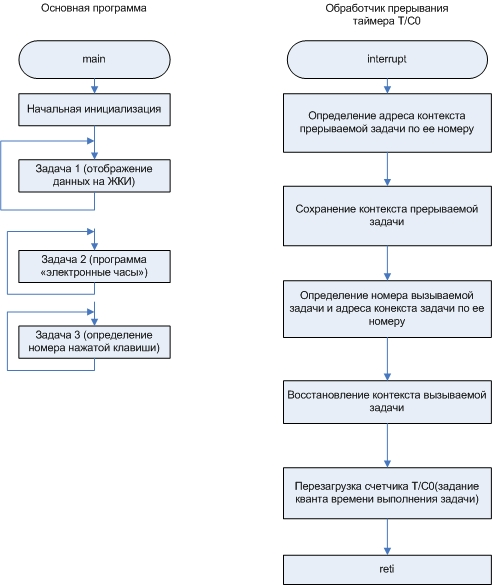 Основная программа
main
Начальная инициализация
Задача 1 (отображение
данных на ЖКИ)
Задача 2 (программа
«электронные часы»)
Задача 3 (определение
номера нажатой клавиши)
Обработчик прерывания
таймера T/C0
interrupt
Определение адреса контекста
прерываемой задачи по ее номеру
Сохранение контекста прерываемой
задачи
Определение номера вызываемой
задачи и адреса конекста задачи по ее
номеру
Восстановление контекста вызываемой
задачи
Перезагрузка счетчика T/C0(задание
кванта времени выполнения задачи)
reti